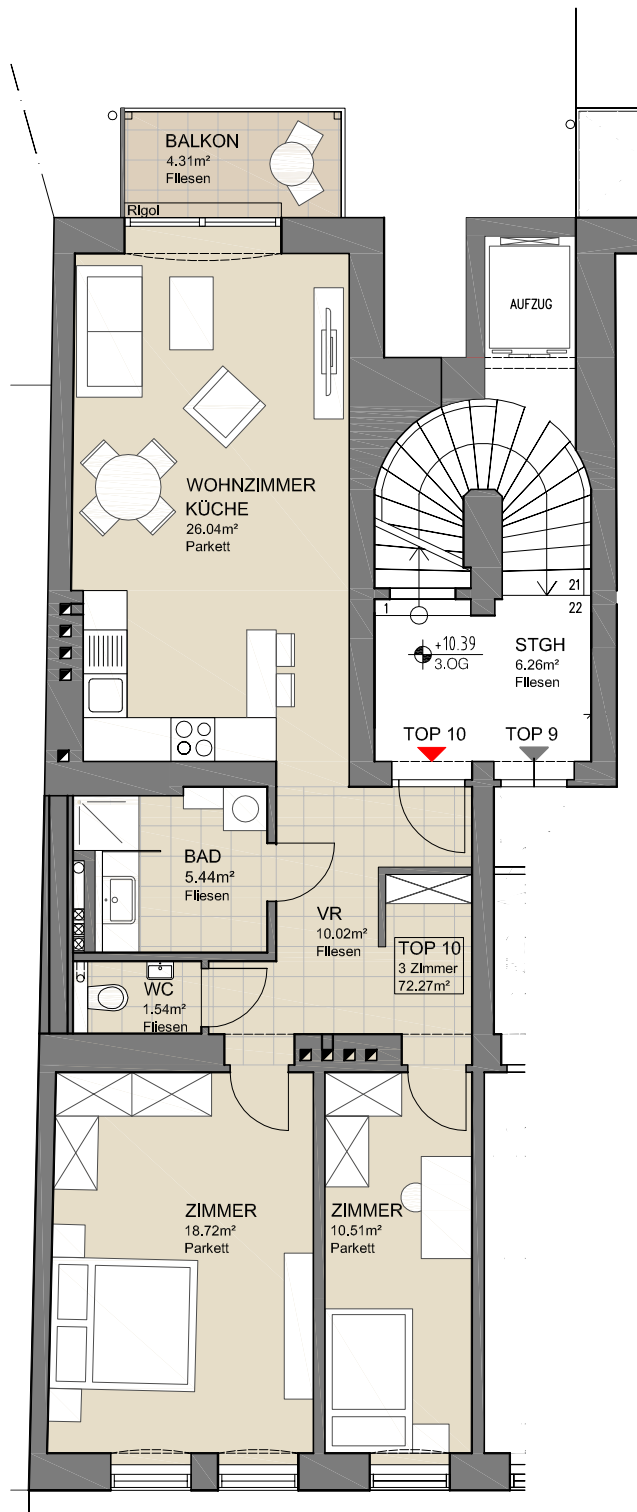 BALKON
4.31m²
Fliesen
Rigol
AUFZUG
WOHNZIMMER
KÜCHE
26.04m²
Parkett
21
22
1
+10.39
3.OG
STGH
6.26m²
Fliesen
TOP 10
TOP 9
BAD
5.44m²
Fliesen
VR
10.02m²
Fliesen
TOP 10
3 Zimmer
72.27m²
WC
1.54m²
Fliesen
ZIMMER
18.72m²
Parkett
ZIMMER
10.51m²
Parkett